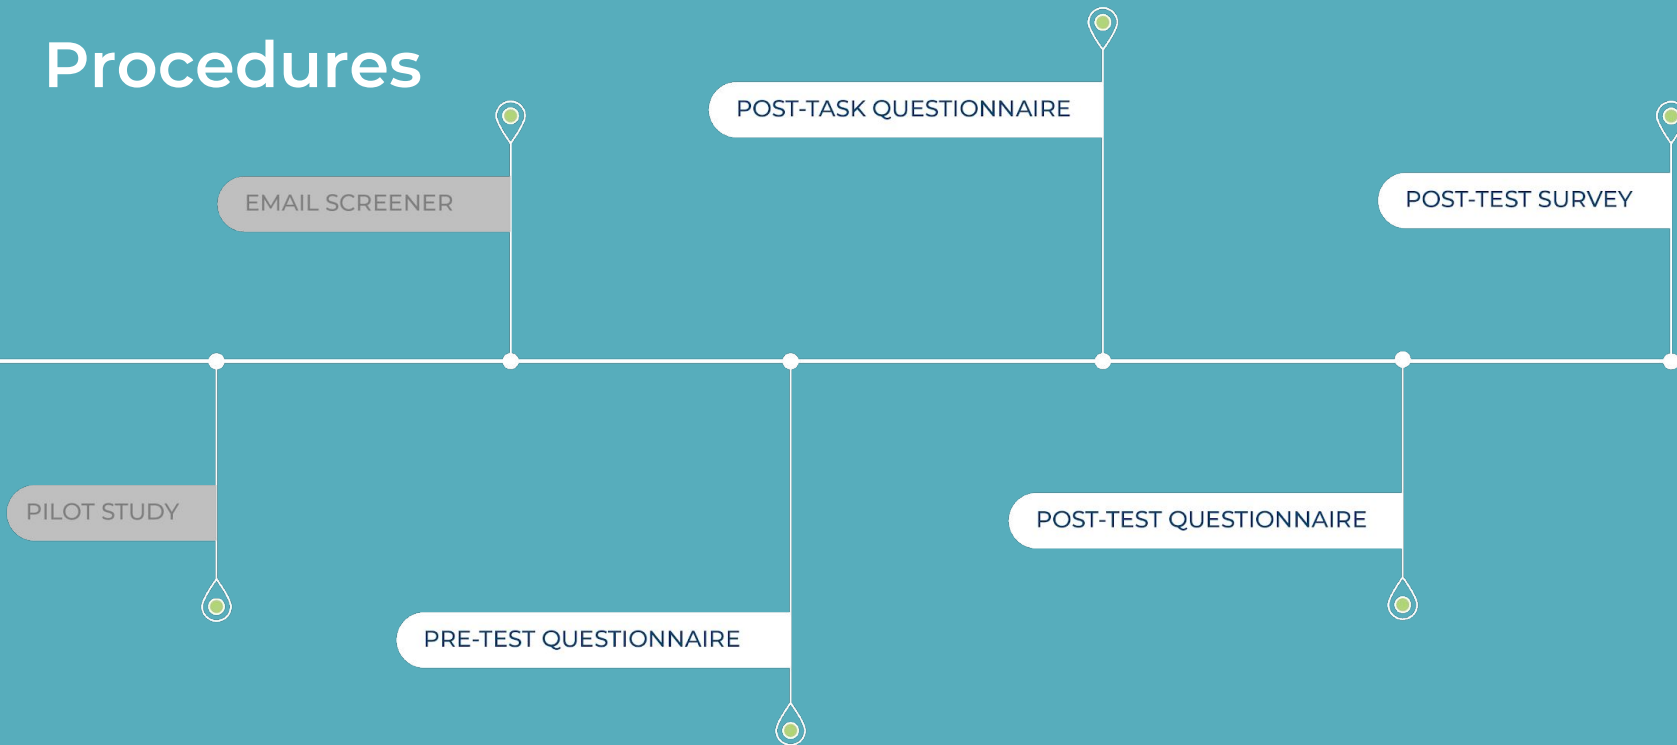 Procedures
POST-TASK QUESTIONNAIRE
EMAIL SCREENER
POST-TEST SURVEY
PILOT STUDY
POST-TEST QUESTIONNAIRE
PRE-TEST QUESTIONNAIRE